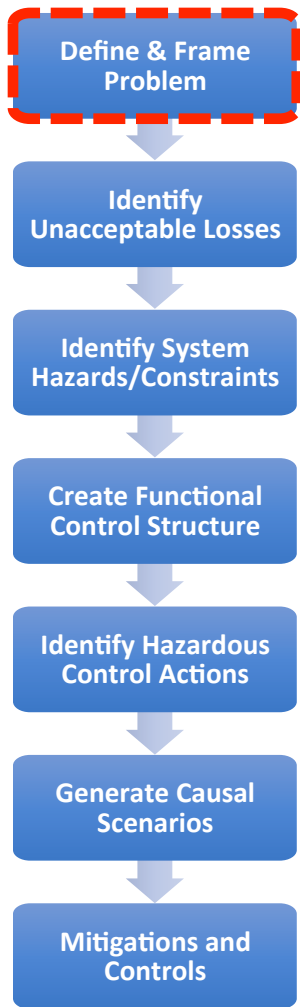 Define & Frame
Problem
Identify
Unacceptable Losses
Identify System
Hazards/Constraints
Create Functional
Control Structure
Identify Hazardous
Control Actions
Generate Causal
Scenarios
Mitigations and
Controls